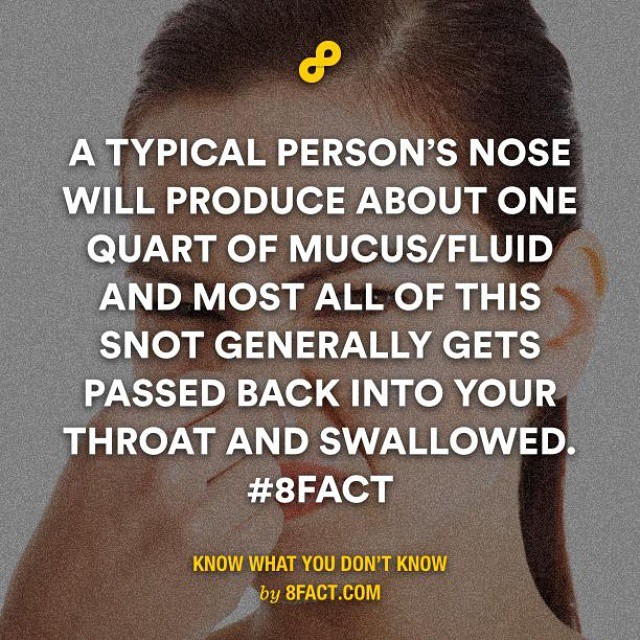 A TYPICAL PERSON'S NOSE
WILL PRODUCE ABOUT ONE
QUART OF MUCUS/FLUID
AND MOST ALL OF THIS
SNOT GENERALLY GETS
PASSED BACK INTO YOUR
THROAT AND SWALLOWED.
#8FACT
KNOW WHAT YOU DON'T KNOW
by 8FACT.COM